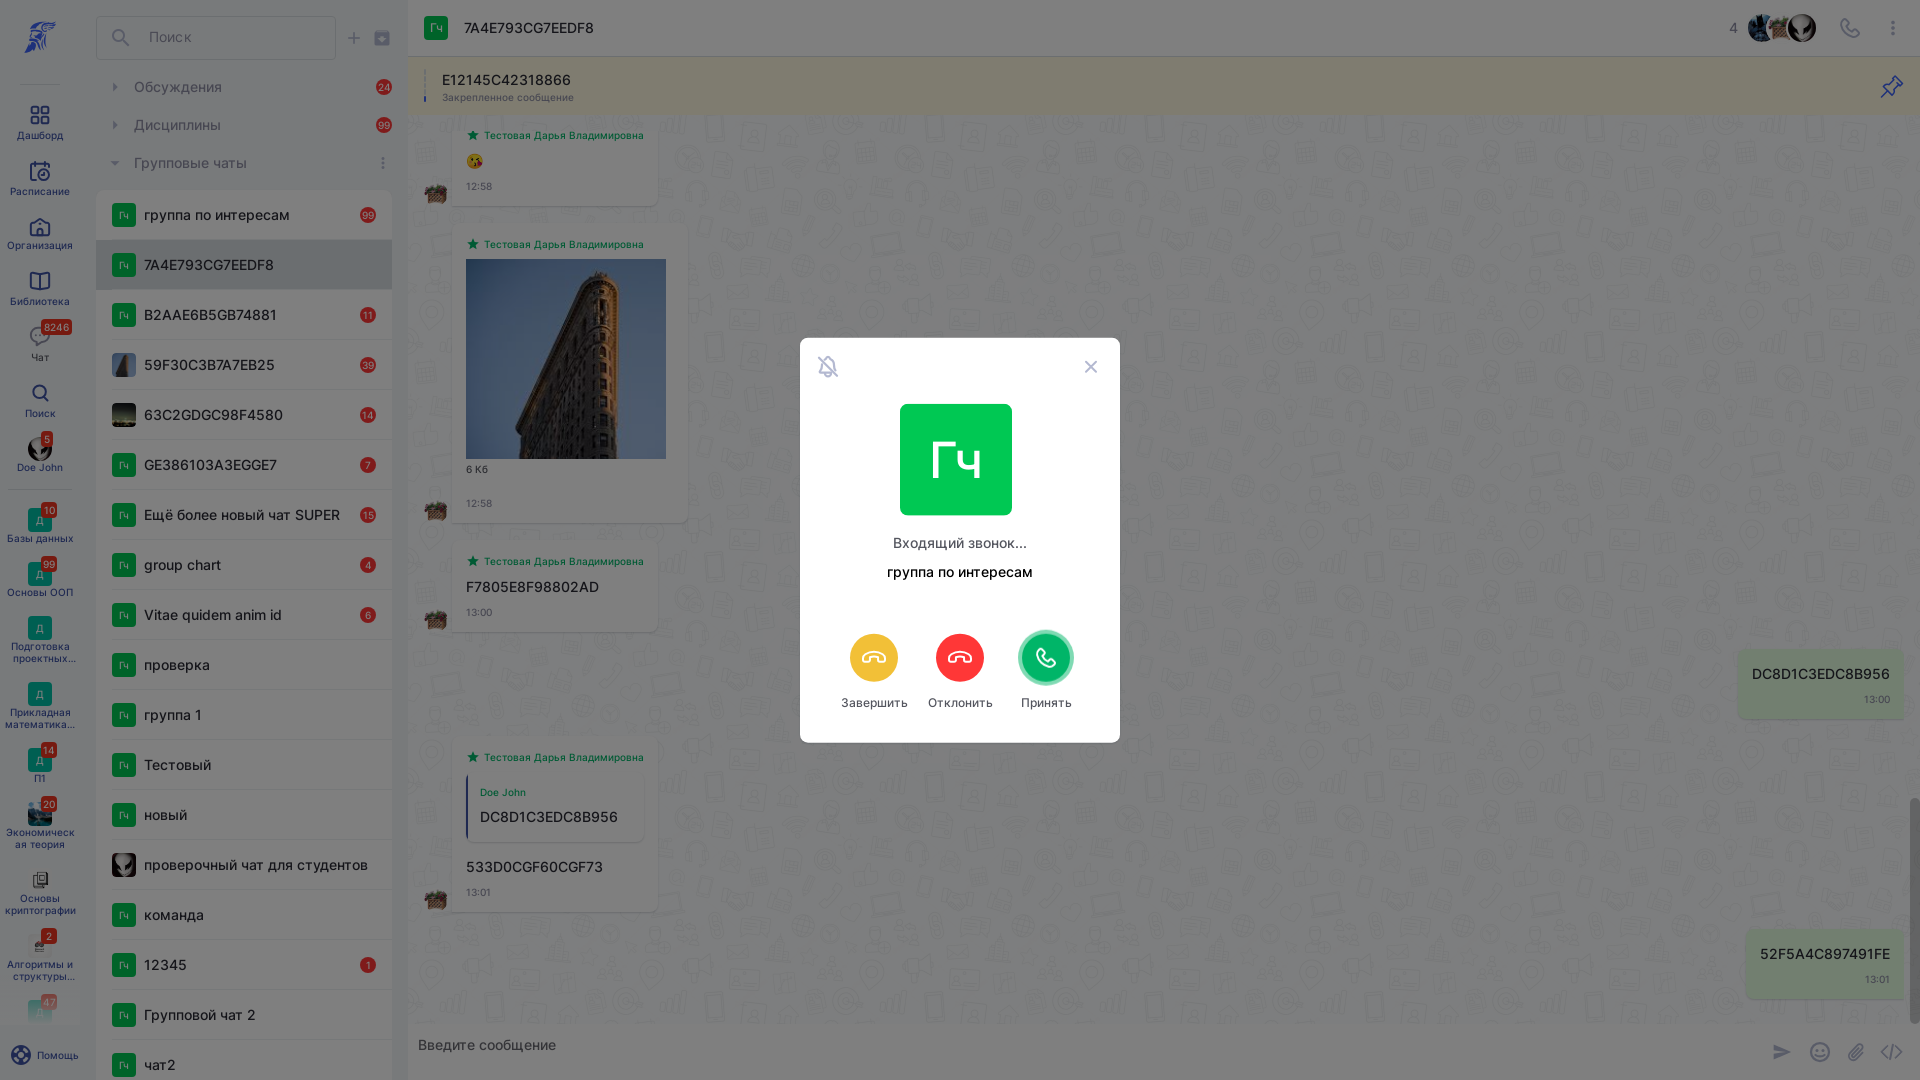 Дашборд
Расписание
Организация
Библиотека
8246
Чат
Поиск
5
Doe John
10
Д
Базы данных
99
Д
Основы ООП
Д
Подготовка
проектных...
Д
Прикладная
математика...
14
Д
П1
20
Экономическ
ая теория
Основы
криптографии
2
Алгоритмы и
структуры...
47
Д
Помощь
Поиск
Обсуждения
24
Дисциплины
99
Групповые чаты
Гч группа по интересам 99
Гч 7A4E793CG7EEDF8
Гч B2AAE6B5GB74881 11
59F30C3B7A7EB25 39
63C2GDGC98F4580 14
Гч GE386103A3EGGE7 7
Гч Ещё более новый чат SUPER 15
Гч group chart 4
Гч Vitae quidem anim id 6
Гч проверка
Гч группа 1
Гч Тестовый
Гч новый
проверочный чат для студентов
Гч команда
Гч 12345 1
Гч Групповой чат 2
Гч чат2
Гч 7A4E793CG7EEDF8 4
E12145C42318866
Закрепленное сообщение
Тестовая Дарья Владимировна
12:58
Тестовая Дарья Владимировна
6 Кб
12:58
Тестовая Дарья Владимировна
F7805E8F98802AD
13:00
DC8D1C3EDC8B956
13:00
Тестовая Дарья Владимировна
Doe John
DC8D1C3EDC8B956
533D0CGF60CGF73
13:01
52F5A4C897491FE
13:01
Введите сообщение
Гч
Входящий звонок...
группа по интересам
Завершить
Отклонить
Принять